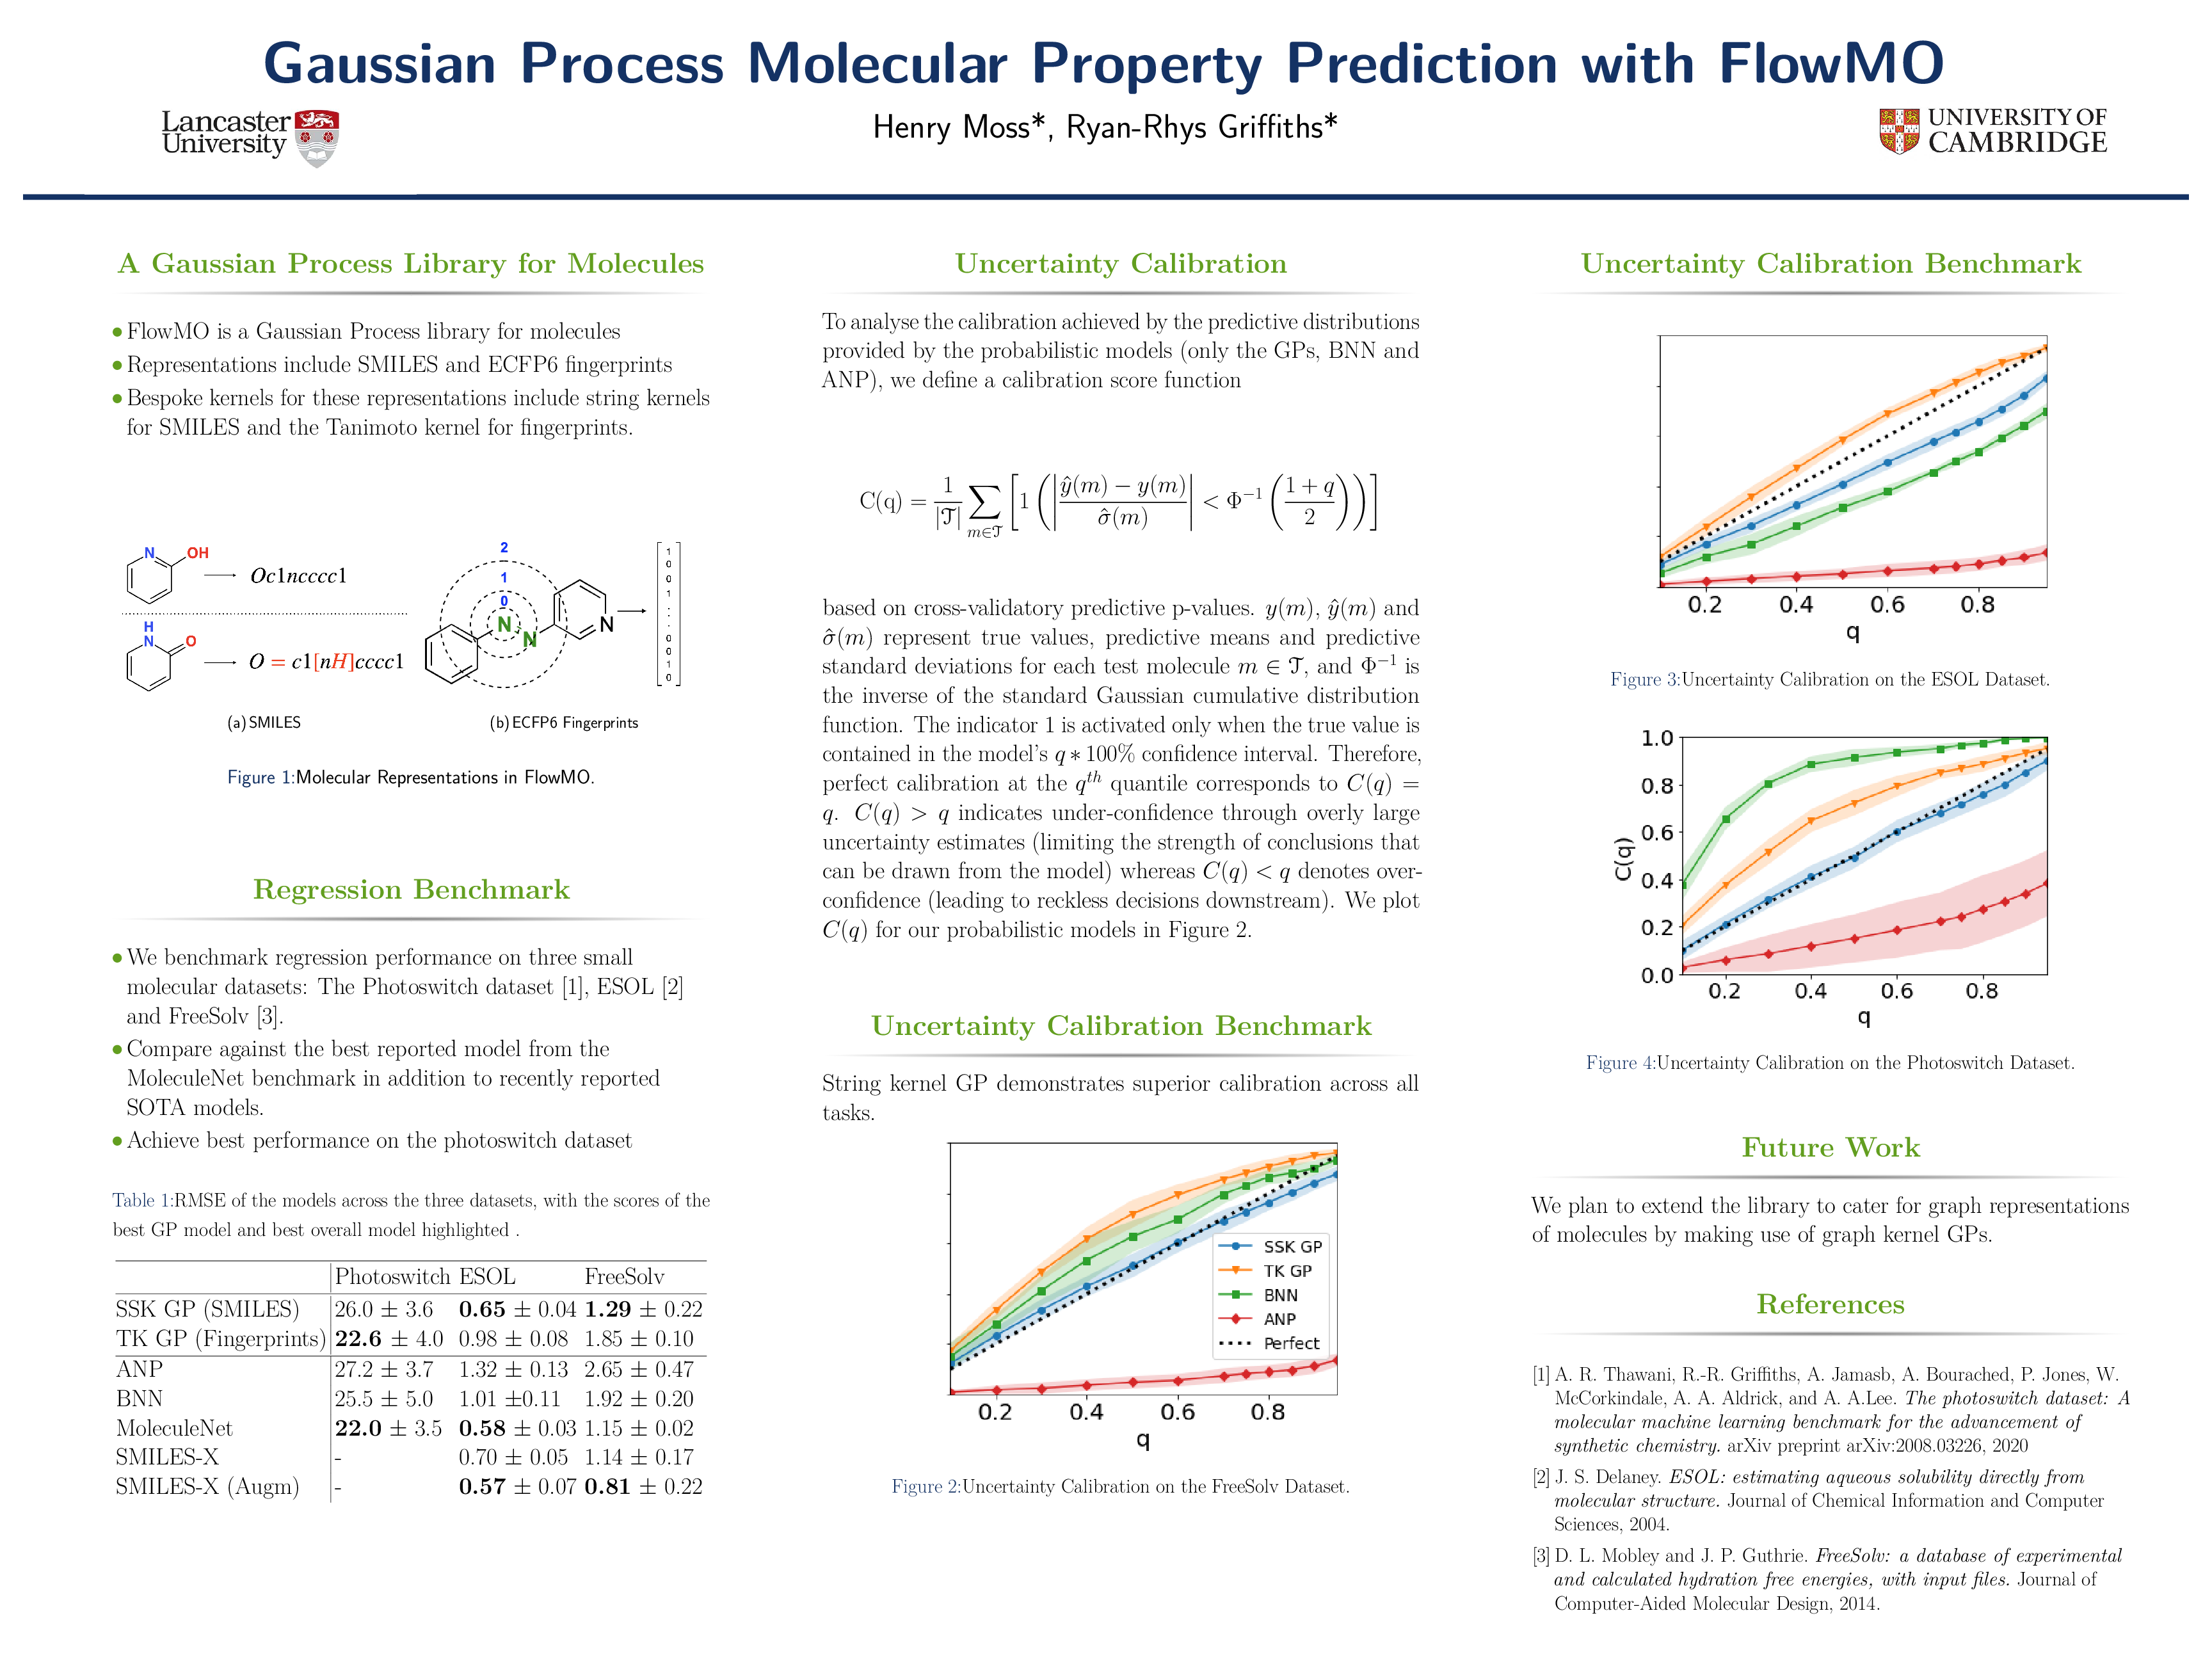 Gaussian Process Molecular Property Prediction with FlowMO
Lancaster
University
Henry Moss*, Ryan-Rhys Griffiths*
UNIVERSITY OF
CAMBRIDGE
A Gaussian Process Library for Molecules
• FlowMO is a Gaussian Process library for molecules
• Representations include SMILES and ECFP6 fingerprints
• Bespoke kernels for these representations include string kernels
for SMILES and the Tanimoto kernel for fingerprints.
N OH
Oc1ncccc1
H
N O
O = c1[nH]cccc1
2
1
0
N N N
1
0
0
1
:
:
0
0
1
0
(a) SMILES
(b) ECFP6 Fingerprints
Figure 1:Molecular Representations in FlowMO.
Regression Benchmark
• We benchmark regression performance on three small
molecular datasets: The Photoswitch dataset [1], ESOL [2]
and FreeSolv [3].
• Compare against the best reported model from the
MoleculeNet benchmark in addition to recently reported
SOTA models.
• Achieve best performance on the photoswitch dataset
Table 1:RMSE of the models across the three datasets, with the scores of the
best GP model and best overall model highlighted .
Photoswitch ESOL FreeSolv
SSK GP (SMILES) 26.0 ± 3.6 0.65 ± 0.04 1.29 ± 0.22
TK GP (Fingerprints) 22.6 ± 4.0 0.98 ± 0.08 1.85 ± 0.10
ANP 27.2 ± 3.7 1.32 ± 0.13 2.65 ± 0.47
BNN 25.5 ± 5.0 1.01 ±0.11 1.92 ± 0.20
MoleculeNet 22.0 ± 3.5 0.58 ± 0.03 1.15 ± 0.02
SMILES-X - 0.70 ± 0.05 1.14 ± 0.17
SMILES-X (Augm) - 0.57 ± 0.07 0.81 ± 0.22
Uncertainty Calibration
To analyse the calibration achieved by the predictive distributions
provided by the probabilistic models (only the GPs, BNN and
ANP), we define a calibration score function
C(q) = 1/|𝒯| ∑_{m∈𝒯} [ 1 ( | (ŷ(m) − y(m)) / σ̂(m) | < Φ⁻¹ ( (1 + q) / 2 ) ) ]
based on cross-validatory predictive p-values. y(m), ŷ(m) and
σ̂(m) represent true values, predictive means and predictive
standard deviations for each test molecule m ∈ 𝒯, and Φ⁻¹ is
the inverse of the standard Gaussian cumulative distribution
function. The indicator 1 is activated only when the true value is
contained in the model's q ∗ 100% confidence interval. Therefore,
perfect calibration at the qᵗʰ quantile corresponds to C(q) =
q. C(q) > q indicates under-confidence through overly large
uncertainty estimates (limiting the strength of conclusions that
can be drawn from the model) whereas C(q) < q denotes over-
confidence (leading to reckless decisions downstream). We plot
C(q) for our probabilistic models in Figure 2.
Uncertainty Calibration Benchmark
String kernel GP demonstrates superior calibration across all
tasks.
SSK GP
TK GP
BNN
ANP
Perfect
0.2 0.4 0.6 0.8
q
Figure 2:Uncertainty Calibration on the FreeSolv Dataset.
Uncertainty Calibration Benchmark
0.2 0.4 0.6 0.8
q
Figure 3:Uncertainty Calibration on the ESOL Dataset.
1.0
0.8
0.6
0.4
0.2
0.0
C(q)
0.2 0.4 0.6 0.8
q
Figure 4:Uncertainty Calibration on the Photoswitch Dataset.
Future Work
We plan to extend the library to cater for graph representations
of molecules by making use of graph kernel GPs.
References
[1] A. R. Thawani, R.-R. Griffiths, A. Jamasb, A. Bourached, P. Jones, W.
McCorkindale, A. A. Aldrick, and A. A.Lee. The photoswitch dataset: A
molecular machine learning benchmark for the advancement of
synthetic chemistry. arXiv preprint arXiv:2008.03226, 2020
[2] J. S. Delaney. ESOL: estimating aqueous solubility directly from
molecular structure. Journal of Chemical Information and Computer
Sciences, 2004.
[3] D. L. Mobley and J. P. Guthrie. FreeSolv: a database of experimental
and calculated hydration free energies, with input files. Journal of
Computer-Aided Molecular Design, 2014.